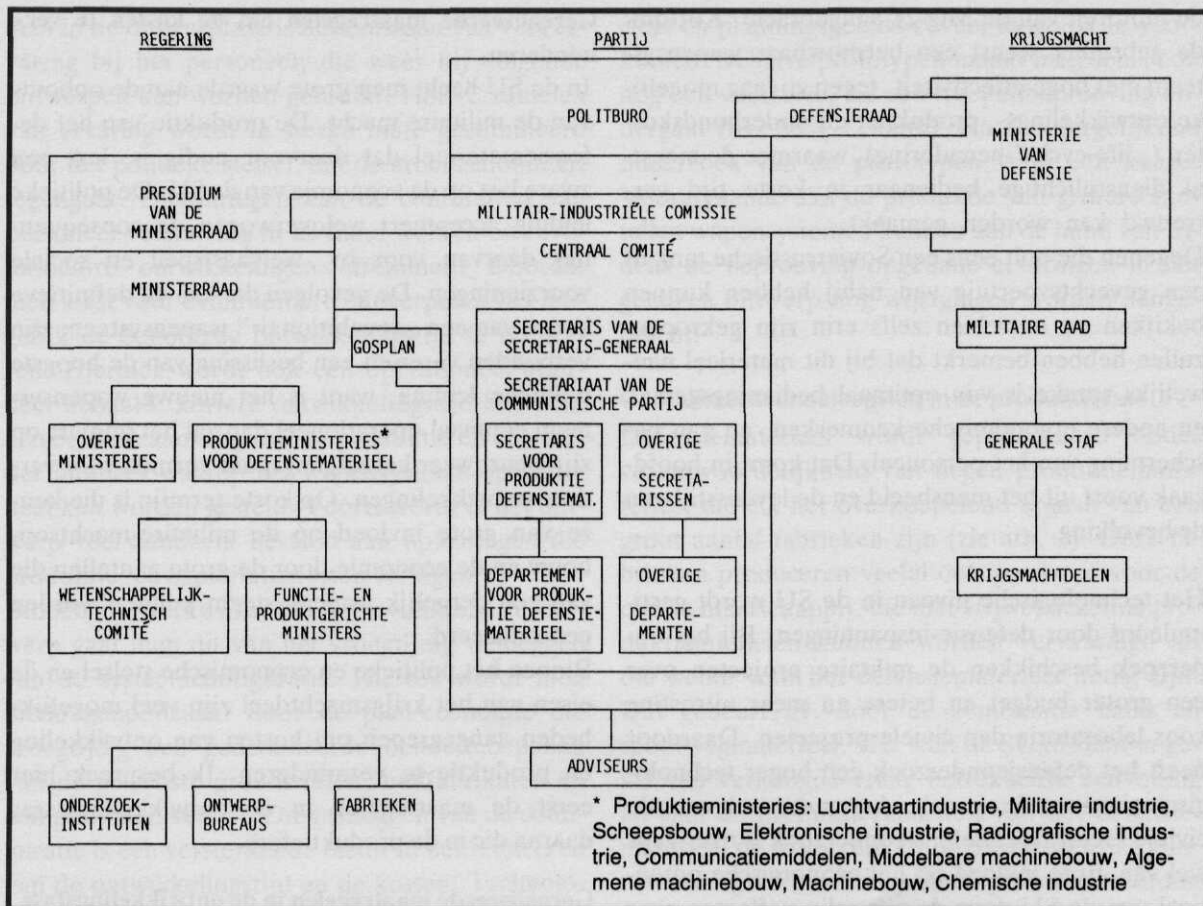 REGERING
PARTIJ
KRIJGSMACHT
POLITBURO
DEFENSIERAAD
MINISTERIE
VAN
DEFENSIE
PRESIDIUM
VAN DE
MINISTERRAAD
MINISTERRAAD
MILITAIR-INDUSTRIËLE COMISSIE
CENTRAAL COMITÉ
GOSPLAN
SECRETARIS VAN DE
SECRETARIS-GENERAAL
SECRETARIAAT VAN DE
COMMUNISTISCHE PARTIJ
MILITAIRE RAAD
OVERIGE
MINISTERIES
PRODUKTIEMINISTERIES*
VOOR DEFENSIEMATERIEEL
SECRETARIS
VOOR
PRODUKTIE
DEFENSIEMAT.
OVERIGE
SECRETA-
RISSEN
GENERALE STAF
WETENSCHAPPELIJK-
TECHNISCH
COMITÉ
FUNCTIE- EN
PRODUKTGERICHTE
MINISTERS
DEPARTEMENT
VOOR PRODUK-
TIE DEFENSIE-
MATERIEEL
OVERIGE
DEPARTE-
MENTEN
KRIJGSMACHTDELEN
ADVISEURS
ONDERZOEK-
INSTITUTEN
ONTWERP-
BUREAUS
FABRIEKEN
* Produktieministeries: Luchtvaartindustrie, Militaire industrie,
Scheepsbouw, Elektronische industrie, Radiografische indus-
trie, Communicatiemiddelen, Middelbare machinebouw, Alge-
mene machinebouw, Machinebouw, Chemische industrie